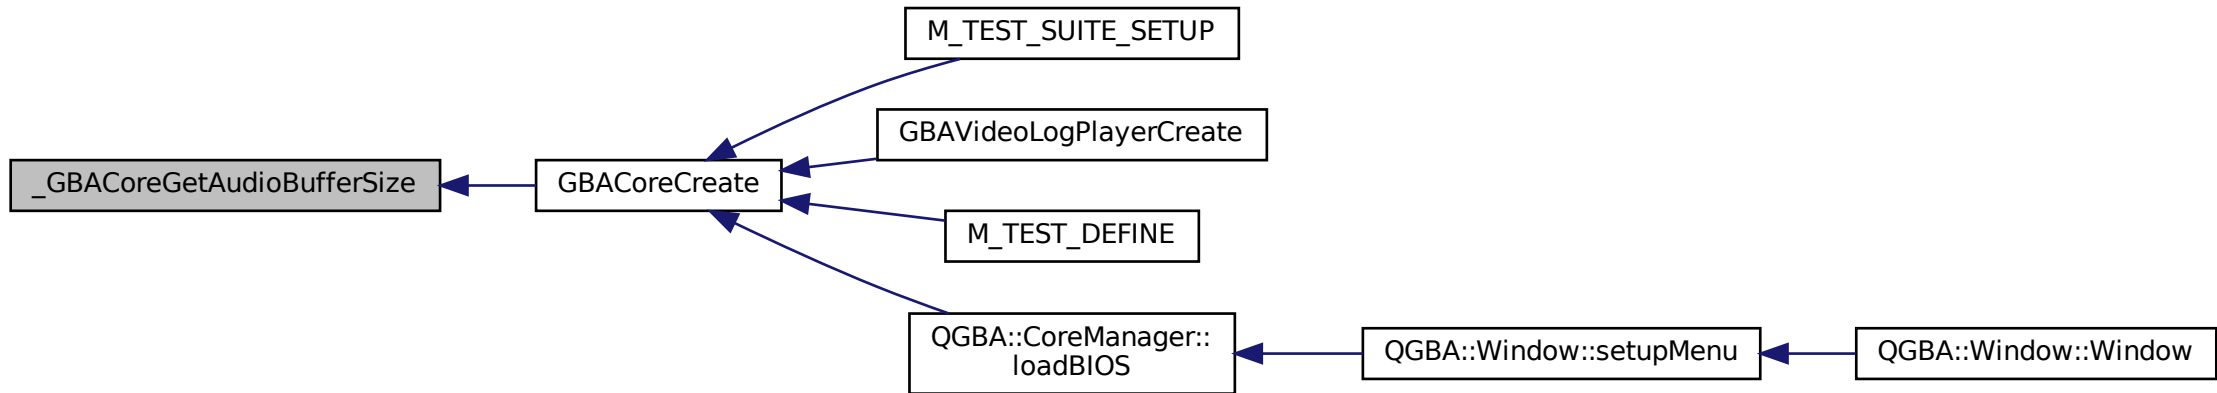 M_TEST_SUITE_SETUP
GBAVideoLogPlayerCreate
_GBACoreGetAudioBufferSize
GBACoreCreate
M_TEST_DEFINE
QGBA::CoreManager::
loadBIOS
QGBA::Window::setupMenu
QGBA::Window::Window